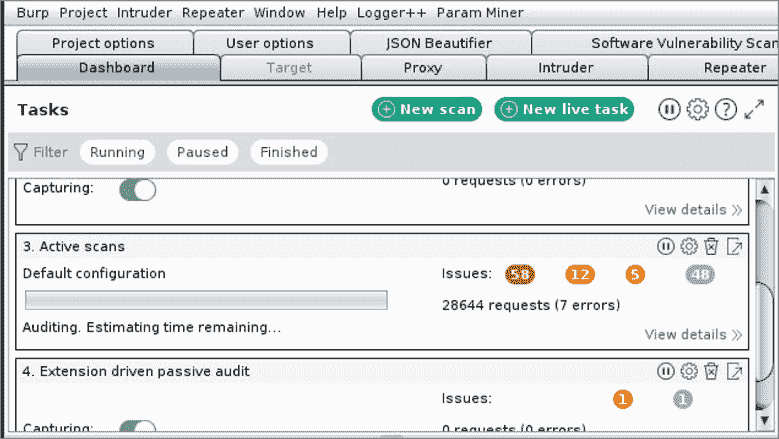 Burp Project Intruder Repeater Window Help Logger++ Param Miner
Project options User options JSON Beautifier Software Vulnerability Scan
Dashboard Target Proxy Intruder Repeater
Tasks New scan New live task
Filter Running Paused Finished
Capturing: 0 requests (0 errors)
View details
3. Active scans
Default configuration Issues: 58 12 5 48
28644 requests (7 errors)
Auditing. Estimating time remaining...
View details
4. Extension driven passive audit
Issues: 1 1
Capturing: 0 requests (0 errors)